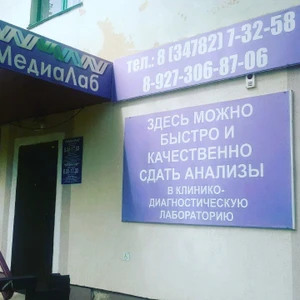 МедиаЛаб
тел.: 8 (34782) 7-32-58
8-927-306-87-06
ЗДЕСЬ МОЖНО
БЫСТРО И
КАЧЕСТВЕННО
СДАТЬ АНАЛИЗЫ
В КЛИНИКО-
ДИАГНОСТИЧЕСКУЮ
ЛАБОРАТОРИЮ